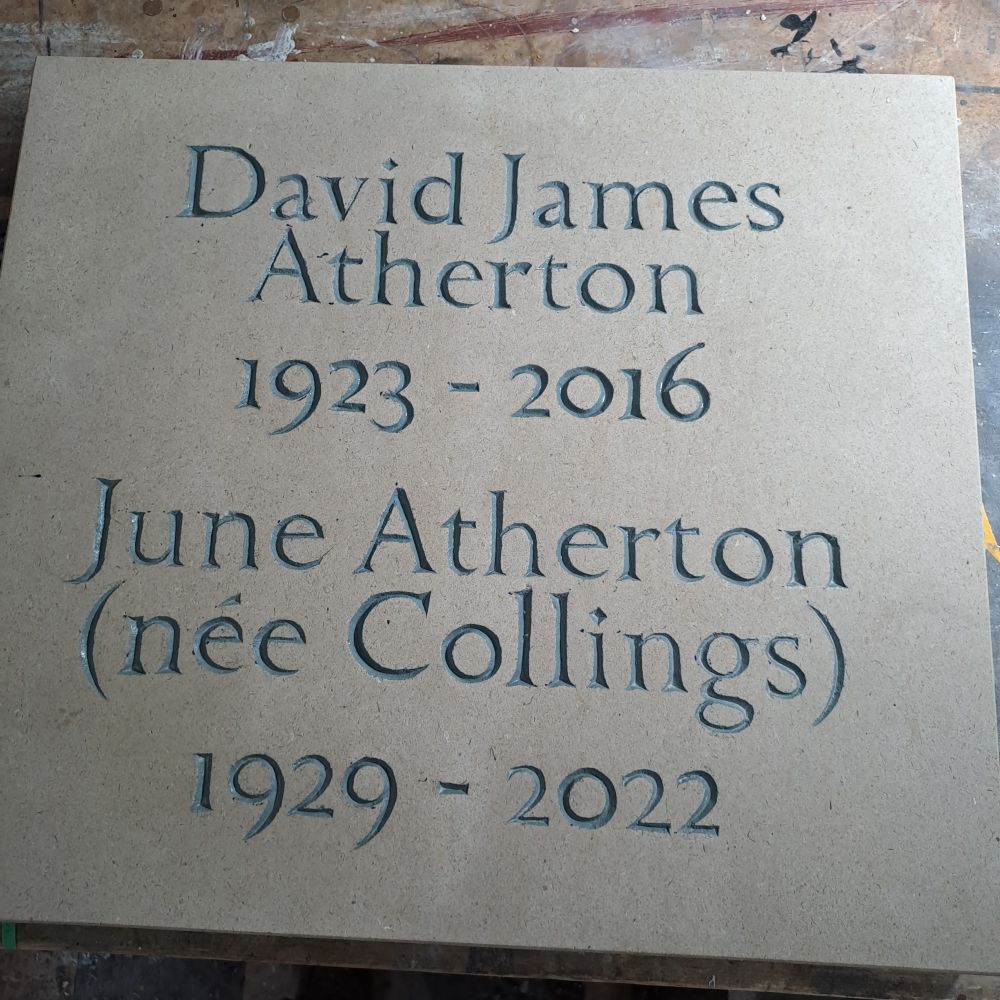 David James
Atherton
1923 - 2016
June Atherton
(née Collings)
1929 - 2022